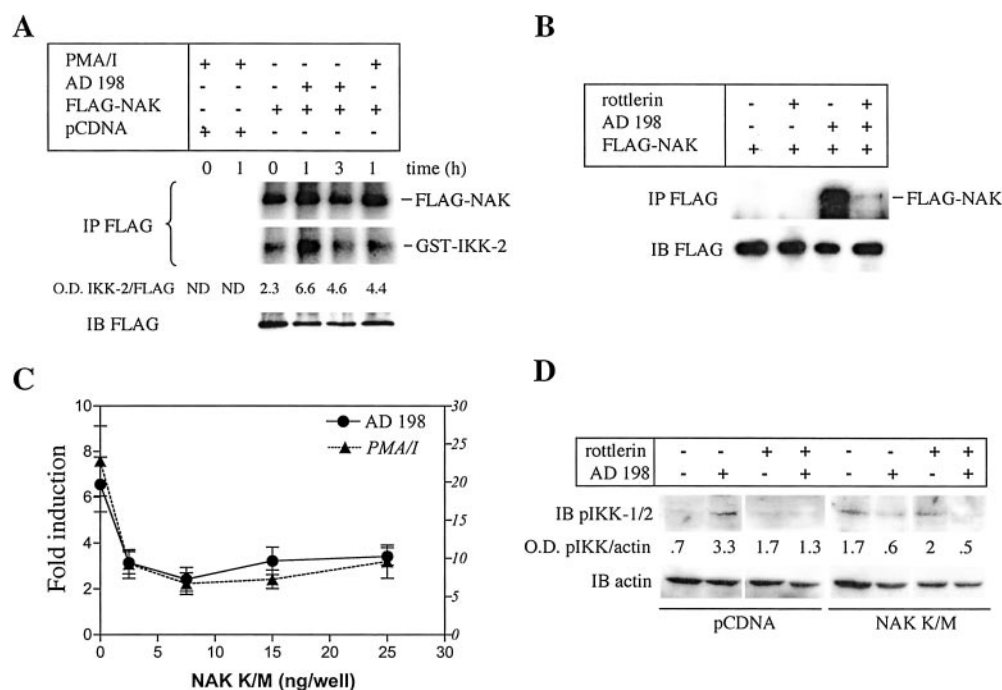 A
PMA/I + + - - - +
AD 198 - - - + + -
FLAG-NAK - - + + + +
pCDNA + + - - - -
0 1 0 1 3 1 time (h)
IP FLAG
FLAG-NAK
GST-IKK-2
O.D. IKK-2/FLAG ND ND 2.3 6.6 4.6 4.4
IB FLAG
B
rottlerin - + - +
AD 198 - - + +
FLAG-NAK + + + +
IP FLAG
FLAG-NAK
IB FLAG
C
Fold induction
10
8
6
4
2
0
30
25
20
15
10
5
0
AD 198
PMA/I
0 5 10 15 20 25 30
NAK K/M (ng/well)
D
rottlerin - - + + - - + +
AD 198 - + - + - + - +
IB pIKK-1/2
O.D. pIKK/actin .7 3.3 1.7 1.3 1.7 .6 2 .5
IB actin
pCDNA NAK K/M